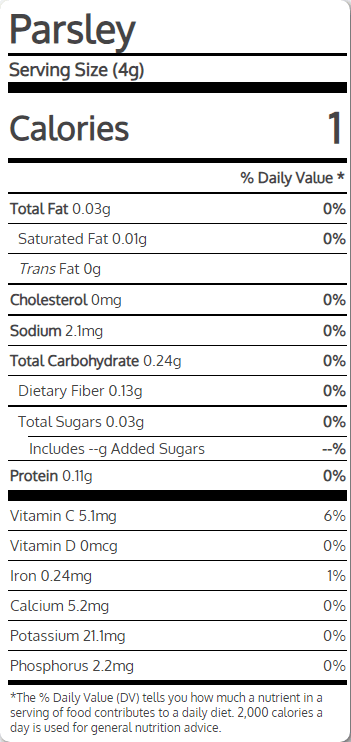 Parsley
Serving Size (4g)
Calories 1
% Daily Value *
Total Fat 0.03g 0%
Saturated Fat 0.01g 0%
Trans Fat 0g
Cholesterol 0mg 0%
Sodium 2.1mg 0%
Total Carbohydrate 0.24g 0%
Dietary Fiber 0.13g 0%
Total Sugars 0.03g 0%
Includes --g Added Sugars --%
Protein 0.11g 0%
Vitamin C 5.1mg 6%
Vitamin D 0mcg 0%
Iron 0.24mg 1%
Calcium 5.2mg 0%
Potassium 21.1mg 0%
Phosphorus 2.2mg 0%
*The % Daily Value (DV) tells you how much a nutrient in a
serving of food contributes to a daily diet. 2,000 calories a
day is used for general nutrition advice.